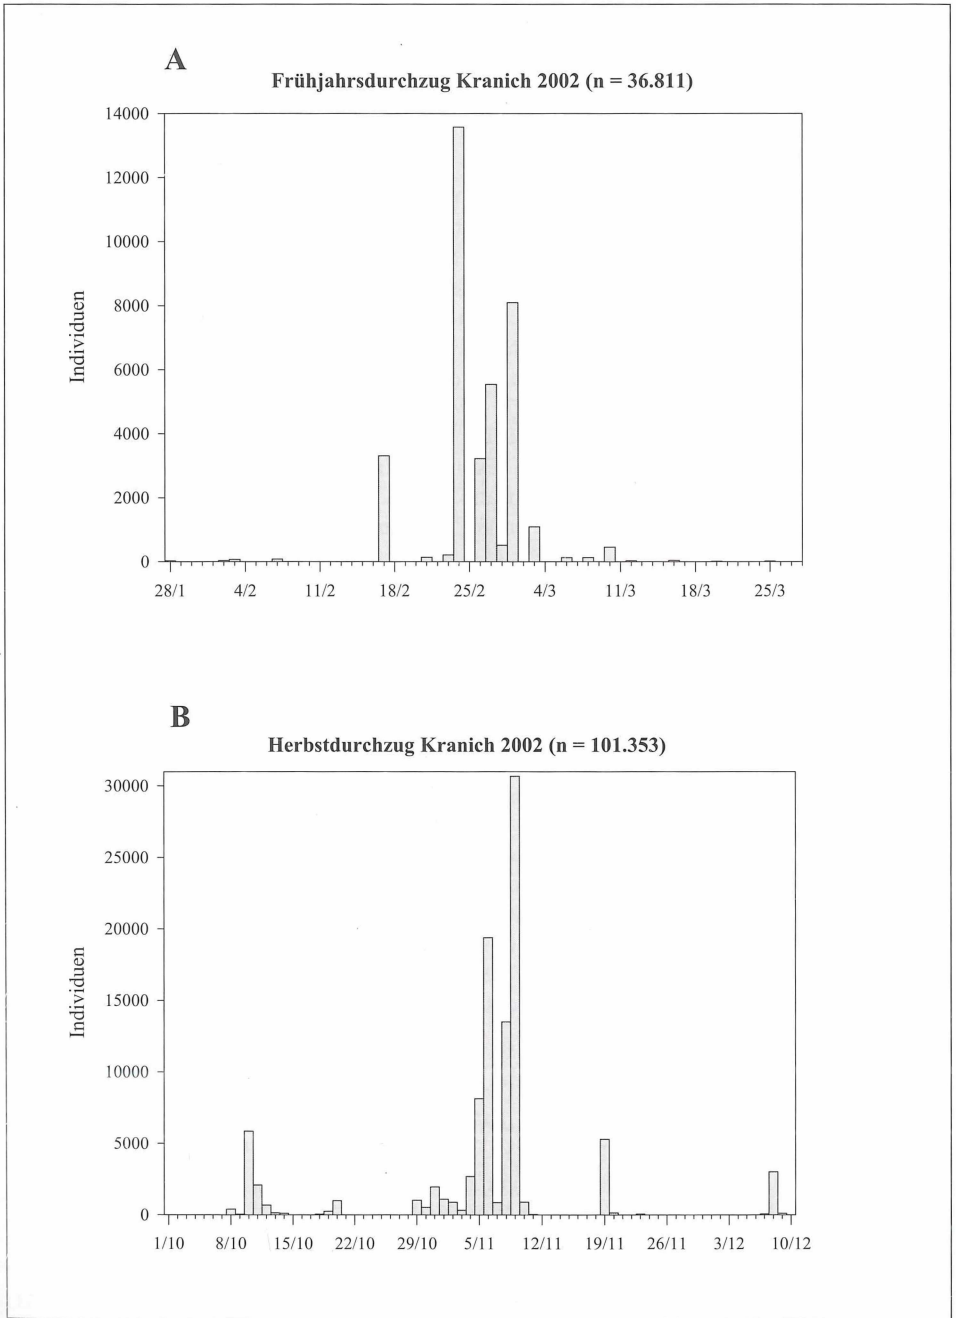 A
Frühjahrsdurchzug Kranich 2002 (n = 36.811)
14000
12000
10000
8000
6000
4000
2000
0
Individuen
28/1 4/2 11/2 18/2 25/2 4/3 11/3 18/3 25/3
B
Herbstdurchzug Kranich 2002 (n = 101.353)
30000
25000
20000
15000
10000
5000
0
Individuen
1/10 8/10 15/10 22/10 29/10 5/11 12/11 19/11 26/11 3/12 10/12